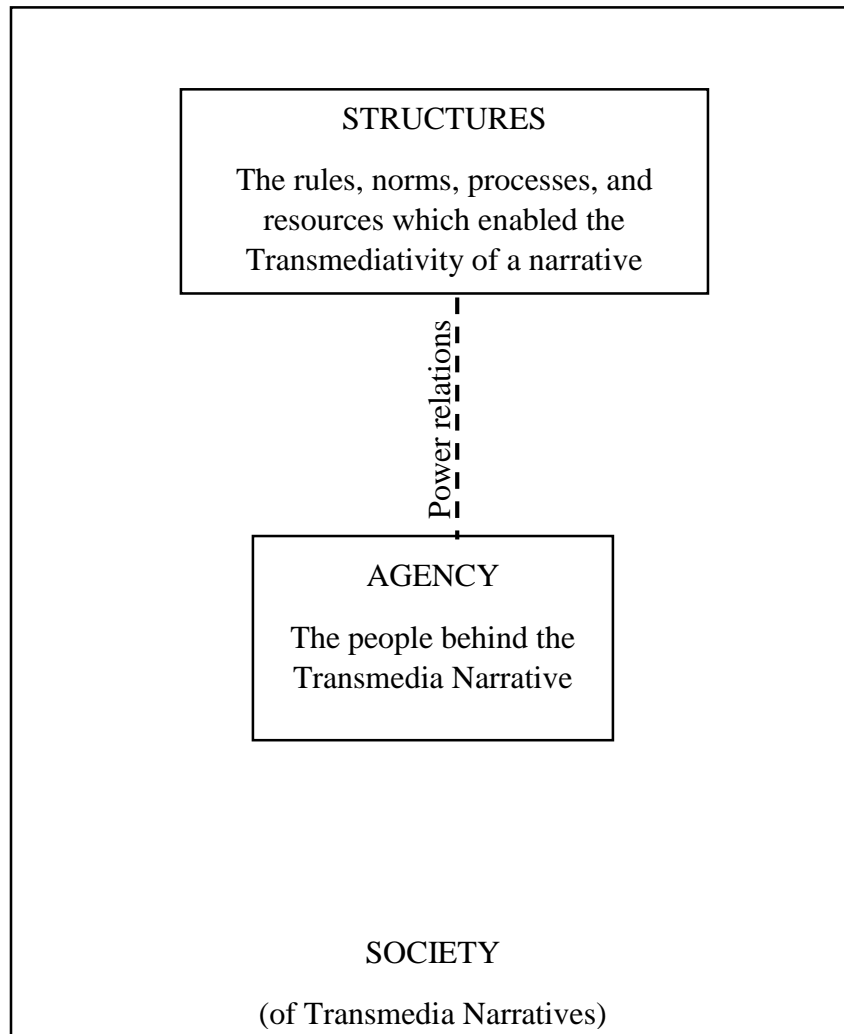 STRUCTURES
The rules, norms, processes, and
resources which enabled the
Transmediativity of a narrative
Power relations
AGENCY
The people behind the
Transmedia Narrative
SOCIETY
(of Transmedia Narratives)